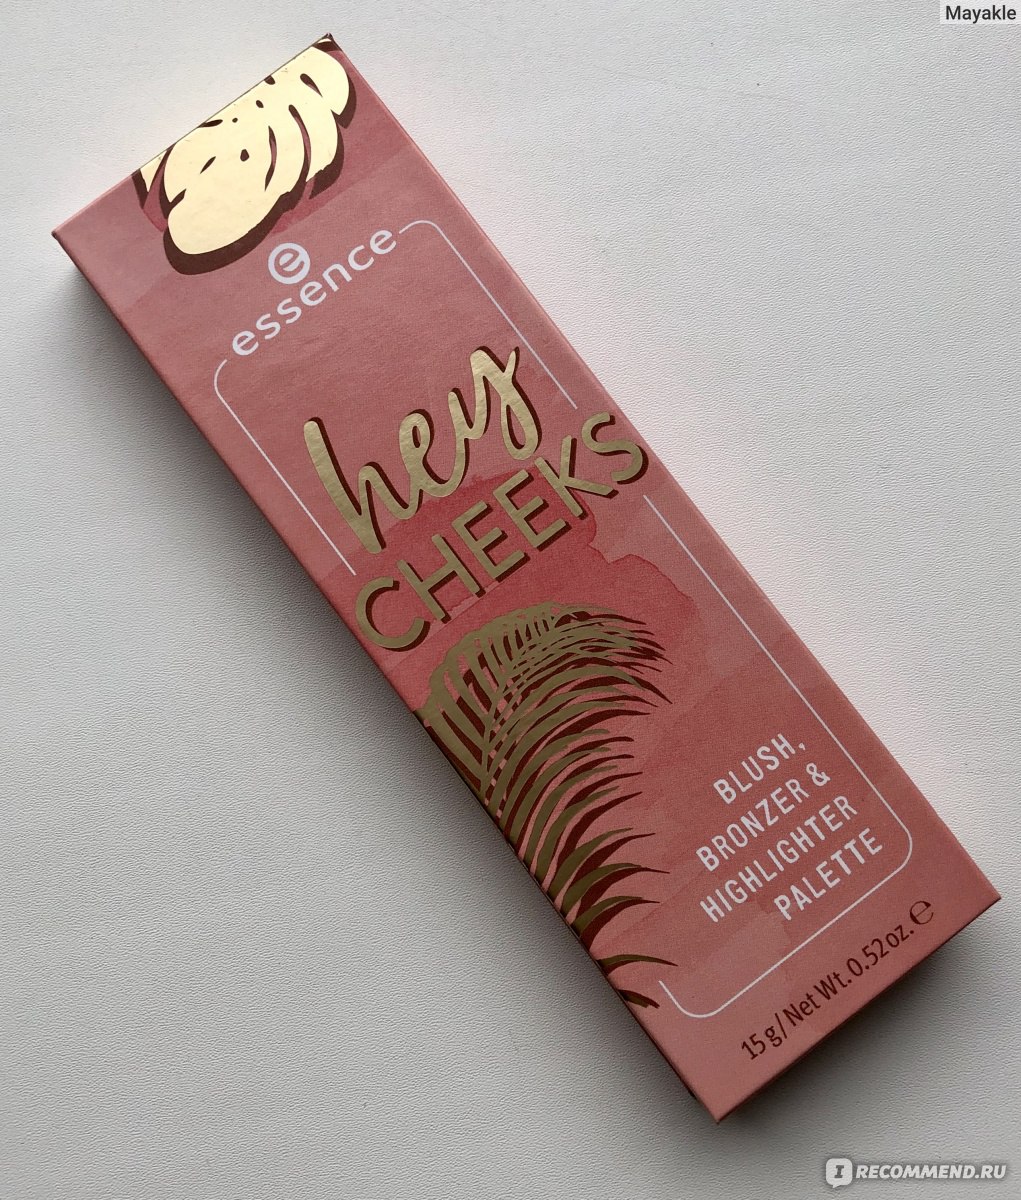 Mayakle
e
essence
hey
CHEEKS
BLUSH,
BRONZER &
HIGHLIGHTER
PALETTE
15 g/ Net Wt. 0.52oz. ℮
I RECOMMEND.RU